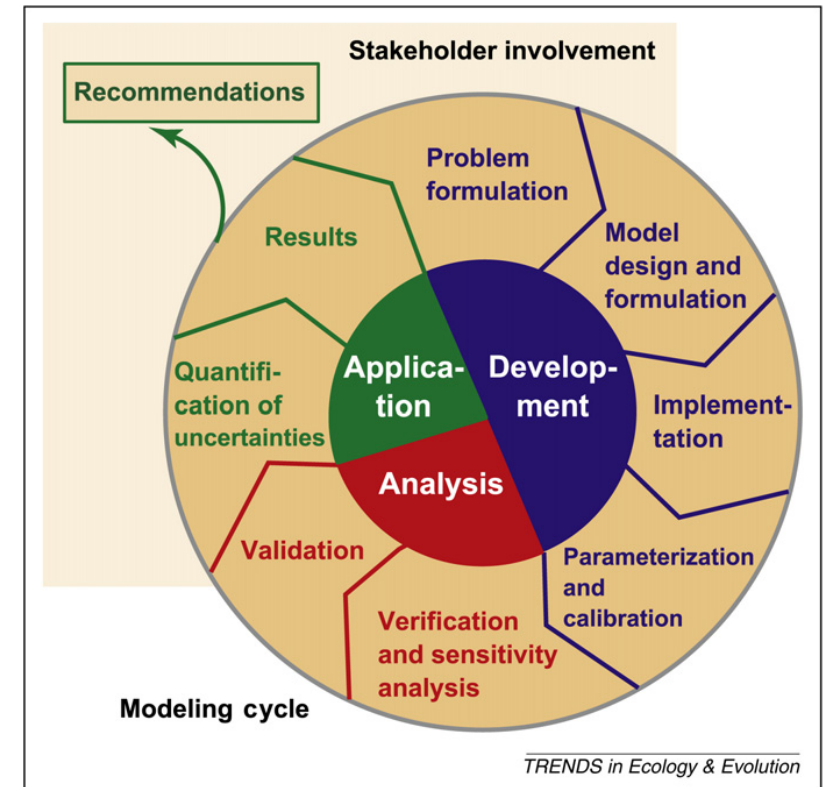 Stakeholder involvement
Recommendations
Problem
formulation
Model
design and
formulation
Implement-
tation
Parameterization
and
calibration
Verification
and sensitivity
analysis
Validation
Quantifi-
cation of
uncertainties
Results
Applica-
tion
Develop-
ment
Analysis
Modeling cycle
TRENDS in Ecology & Evolution